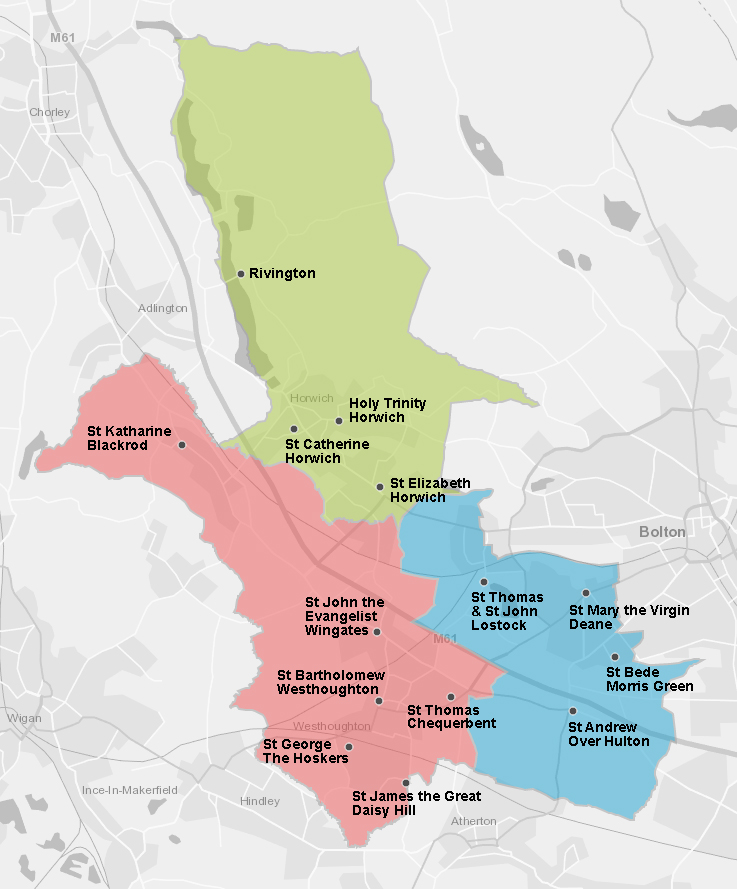 M61
Chorley
Rivington
Adlington
Horwich
Holy Trinity
Horwich
St Katharine
Blackrod
St Catherine
Horwich
St Elizabeth
Horwich
Bolton
St Thomas
& St John
Lostock
St Mary the Virgin
Deane
St John the
Evangelist
Wingates
M61
St Bede
Morris Green
St Bartholomew
Westhoughton
St Thomas
Chequerbent
Wigan
Westhoughton
St Andrew
Over Hulton
St George
The Hoskers
Ince-In-Makerfield
Hindley
St James the Great
Daisy Hill
Atherton